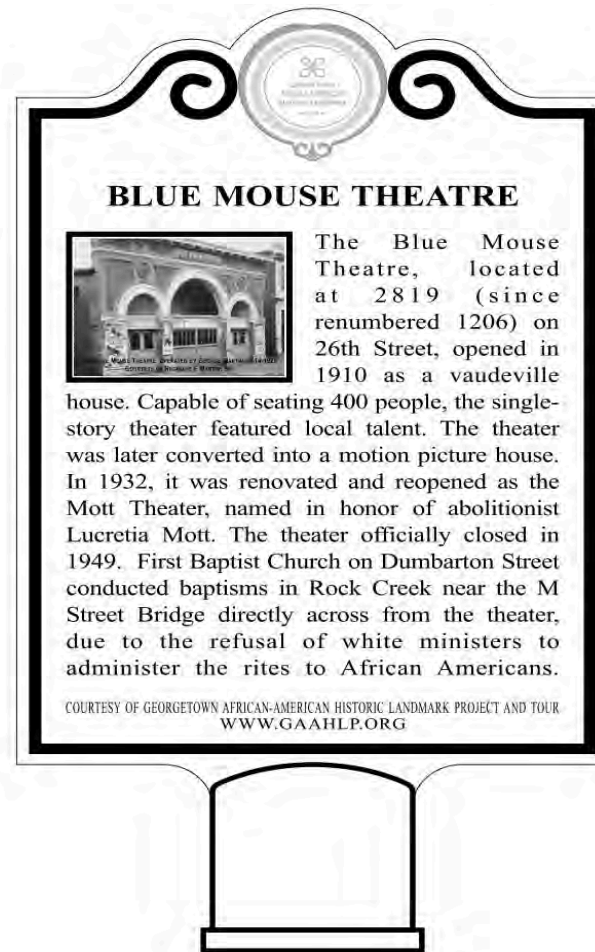 BLUE MOUSE THEATRE
The Blue Mouse
Theatre, located
at 2819 (since
renumbered 1206) on
26th Street, opened in
1910 as a vaudeville
house. Capable of seating 400 people, the single-
story theater featured local talent. The theater
was later converted into a motion picture house.
In 1932, it was renovated and reopened as the
Mott Theater, named in honor of abolitionist
Lucretia Mott. The theater officially closed in
1949. First Baptist Church on Dumbarton Street
conducted baptisms in Rock Creek near the M
Street Bridge directly across from the theater,
due to the refusal of white ministers to
administer the rites to African Americans.
COURTESY OF GEORGETOWN AFRICAN-AMERICAN HISTORIC LANDMARK PROJECT AND TOUR
WWW.GAAHLP.ORG